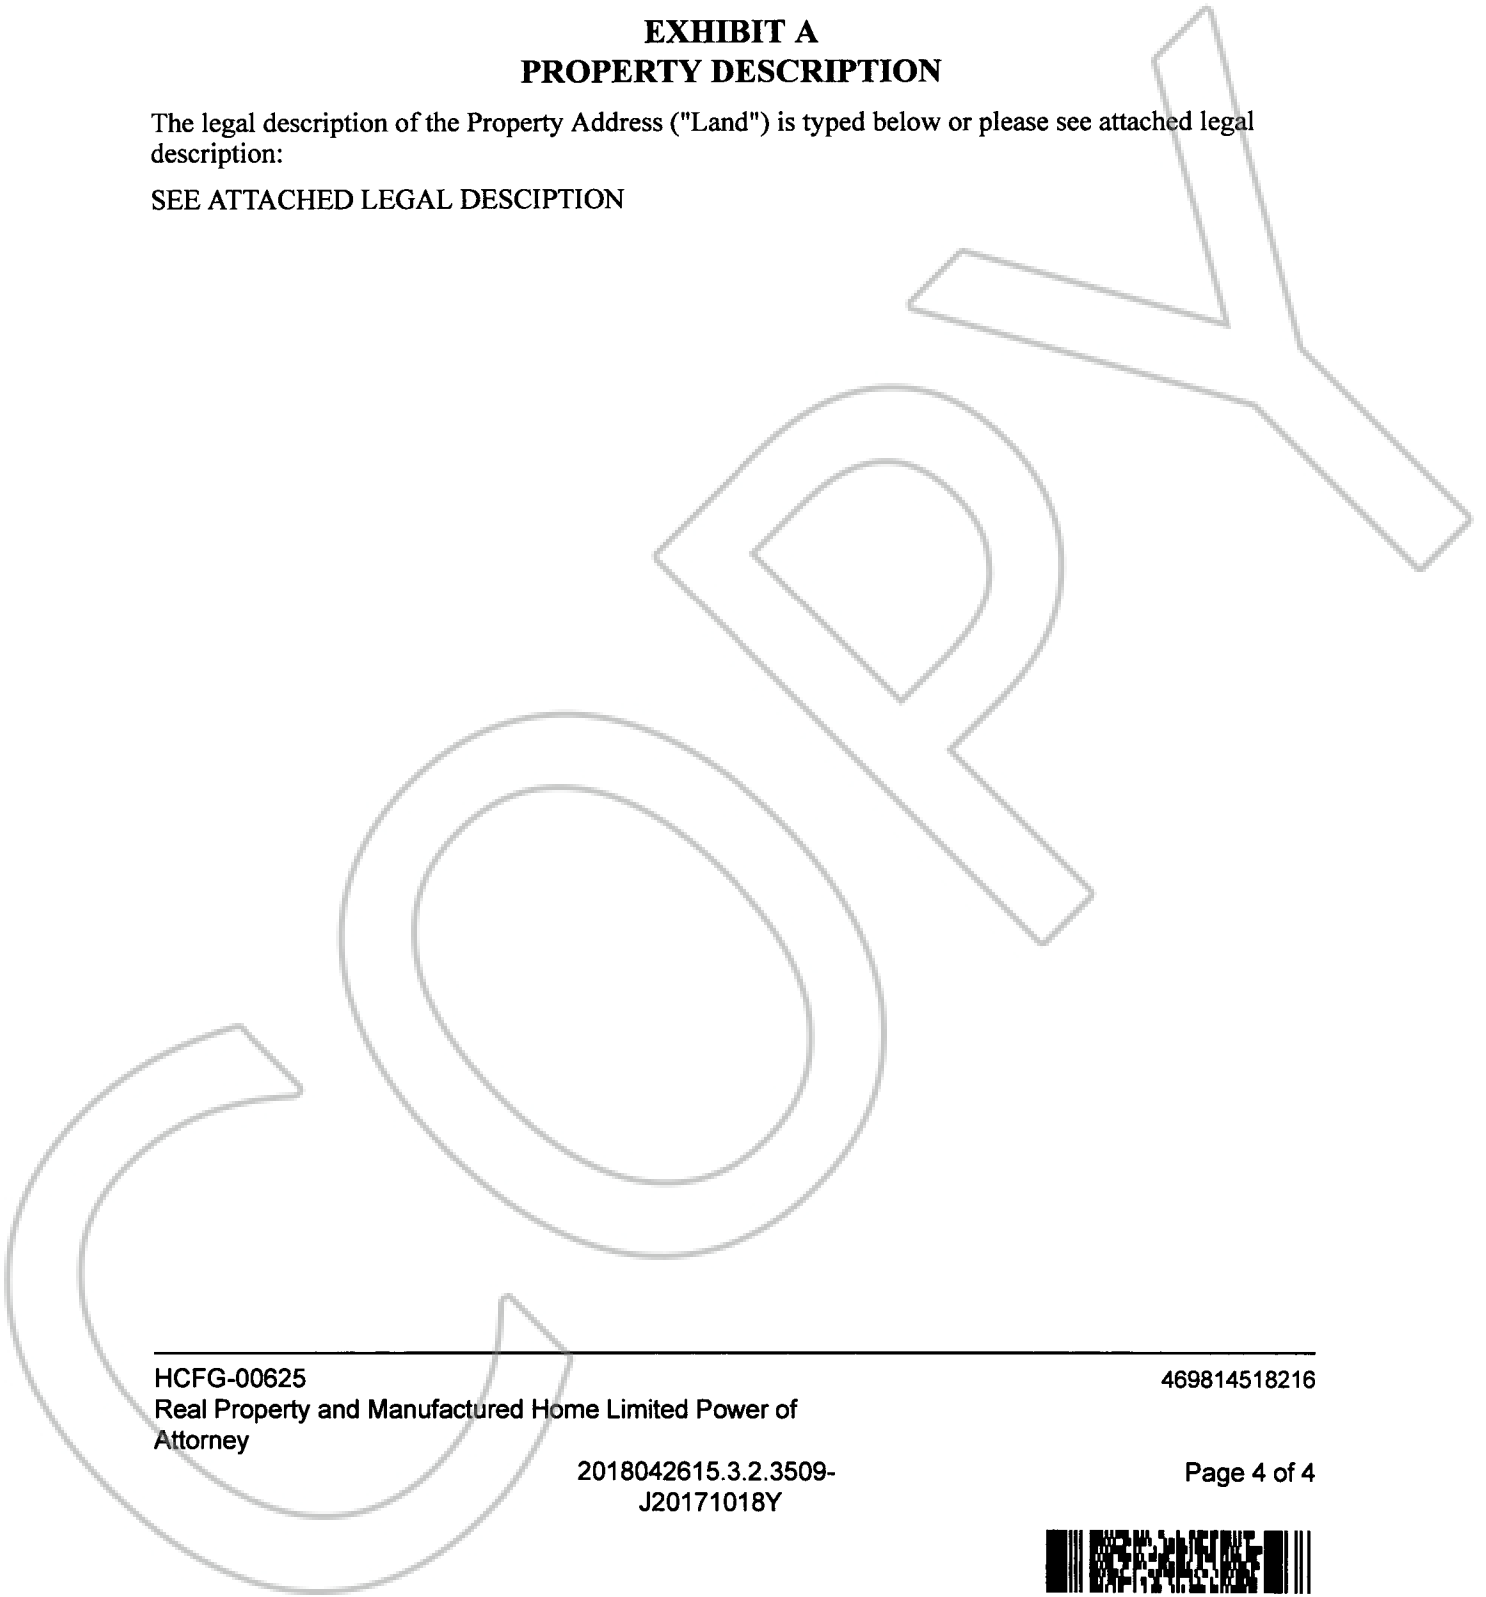 EXHIBIT A
PROPERTY DESCRIPTION
The legal description of the Property Address ("Land") is typed below or please see attached legal
description:
SEE ATTACHED LEGAL DESCIPTION
COPY
HCFG-00625
469814518216
Real Property and Manufactured Home Limited Power of
Attorney
2018042615.3.2.3509-
J20171018Y
Page 4 of 4